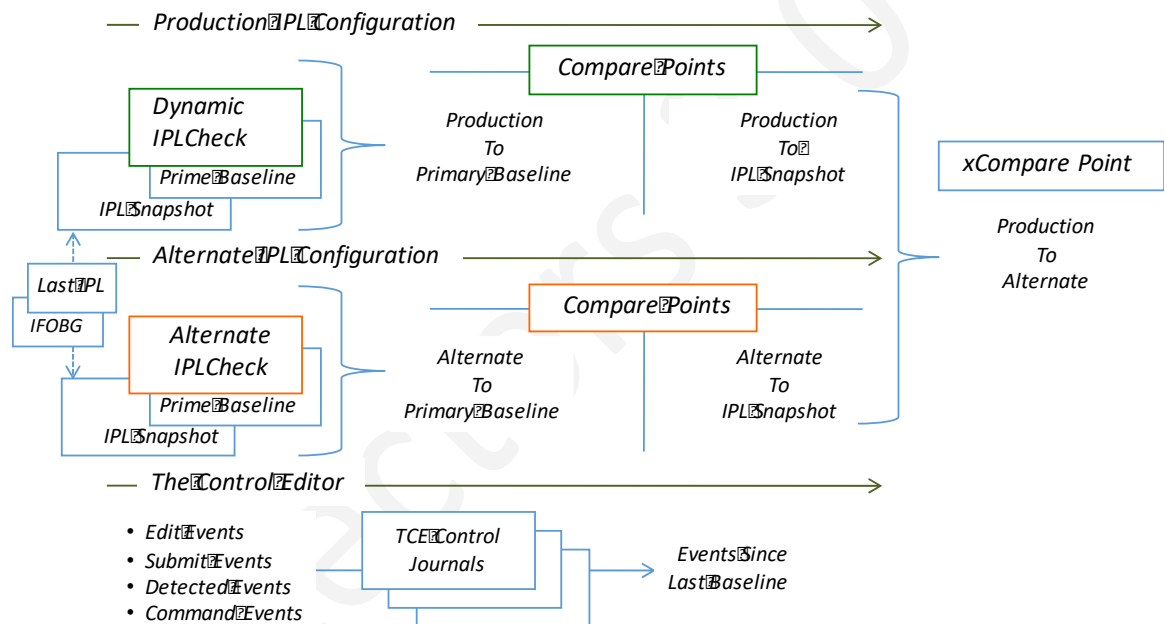 Production IPL Configuration
Compare Points
Dynamic
IPLCheck
Prime Baseline
IPL Snapshot
Production
To
Primary Baseline
Production
To
IPL Snapshot
xCompare Point
Production
To
Alternate
Alternate IPL Configuration
Last IPL
IFOBG
Compare Points
Alternate
IPLCheck
Prime Baseline
IPL Snapshot
Alternate
To
Primary Baseline
Alternate
To
IPL Snapshot
The Control Editor
• Edit Events
• Submit Events
• Detected Events
• Command Events
TCE Control
Journals
Events Since
Last Baseline